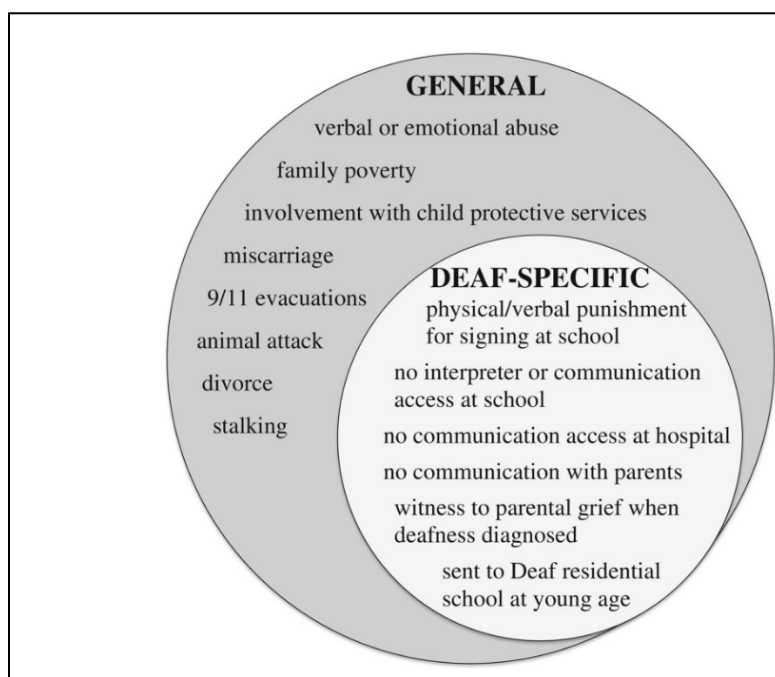 GENERAL
verbal or emotional abuse
family poverty
involvement with child protective services
miscarriage
9/11 evacuations
animal attack
divorce
stalking
DEAF-SPECIFIC
physical/verbal punishment
for signing at school
no interpreter or communication
access at school
no communication access at hospital
no communication with parents
witness to parental grief when
deafness diagnosed
sent to Deaf residential
school at young age